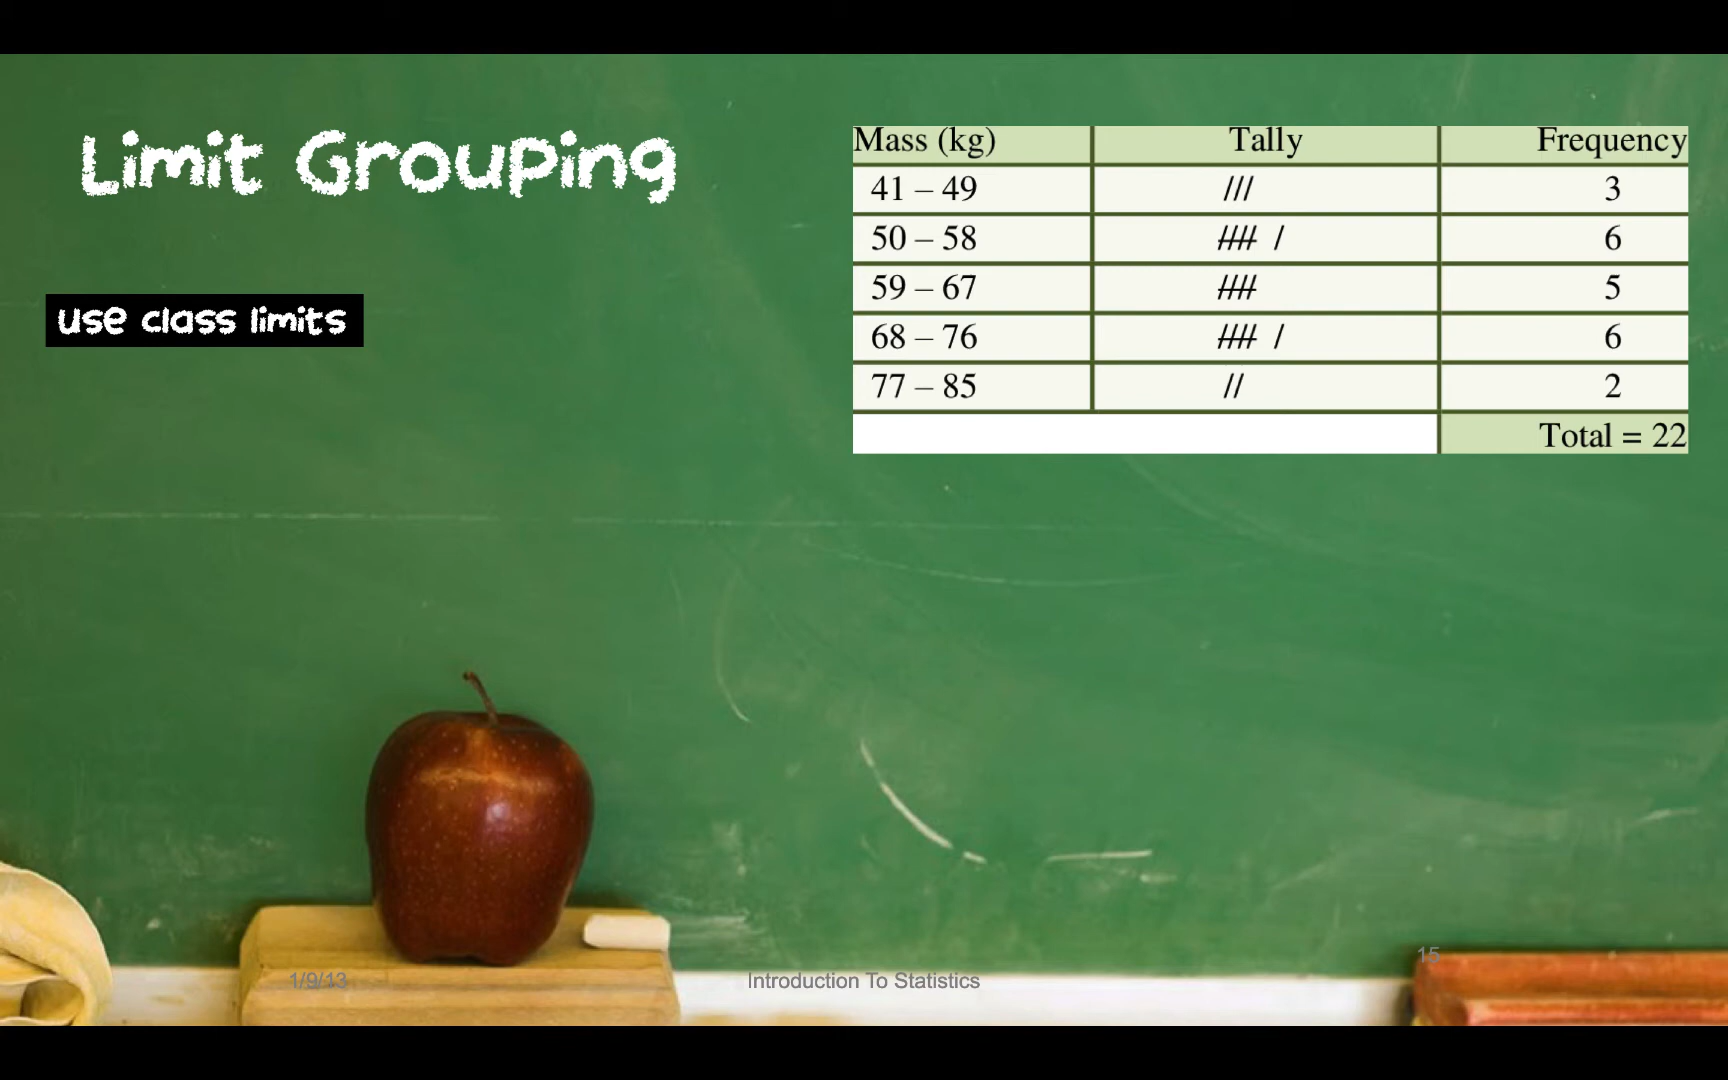 Limit Grouping
use class limits
Mass (kg) Tally Frequency
41 – 49 /// 3
50 – 58 //// / 6
59 – 67 //// 5
68 – 76 //// / 6
77 – 85 // 2
Total = 22
15
1/9/13 Introduction To Statistics